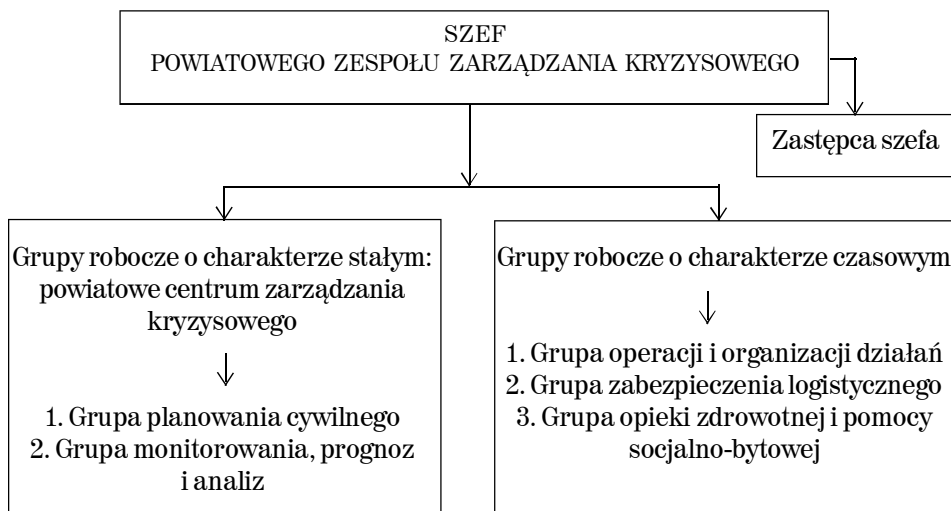 SZEF
POWIATOWEGO ZESPOŁU ZARZĄDZANIA KRYZYSOWEGO
Zastępca szefa
Grupy robocze o charakterze stałym:
powiatowe centrum zarządzania
kryzysowego
1. Grupa planowania cywilnego
2. Grupa monitorowania, prognoz
i analiz
Grupy robocze o charakterze czasowym
1. Grupa operacji i organizacji działań
2. Grupa zabezpieczenia logistycznego
3. Grupa opieki zdrowotnej i pomocy
socjalno-bytowej